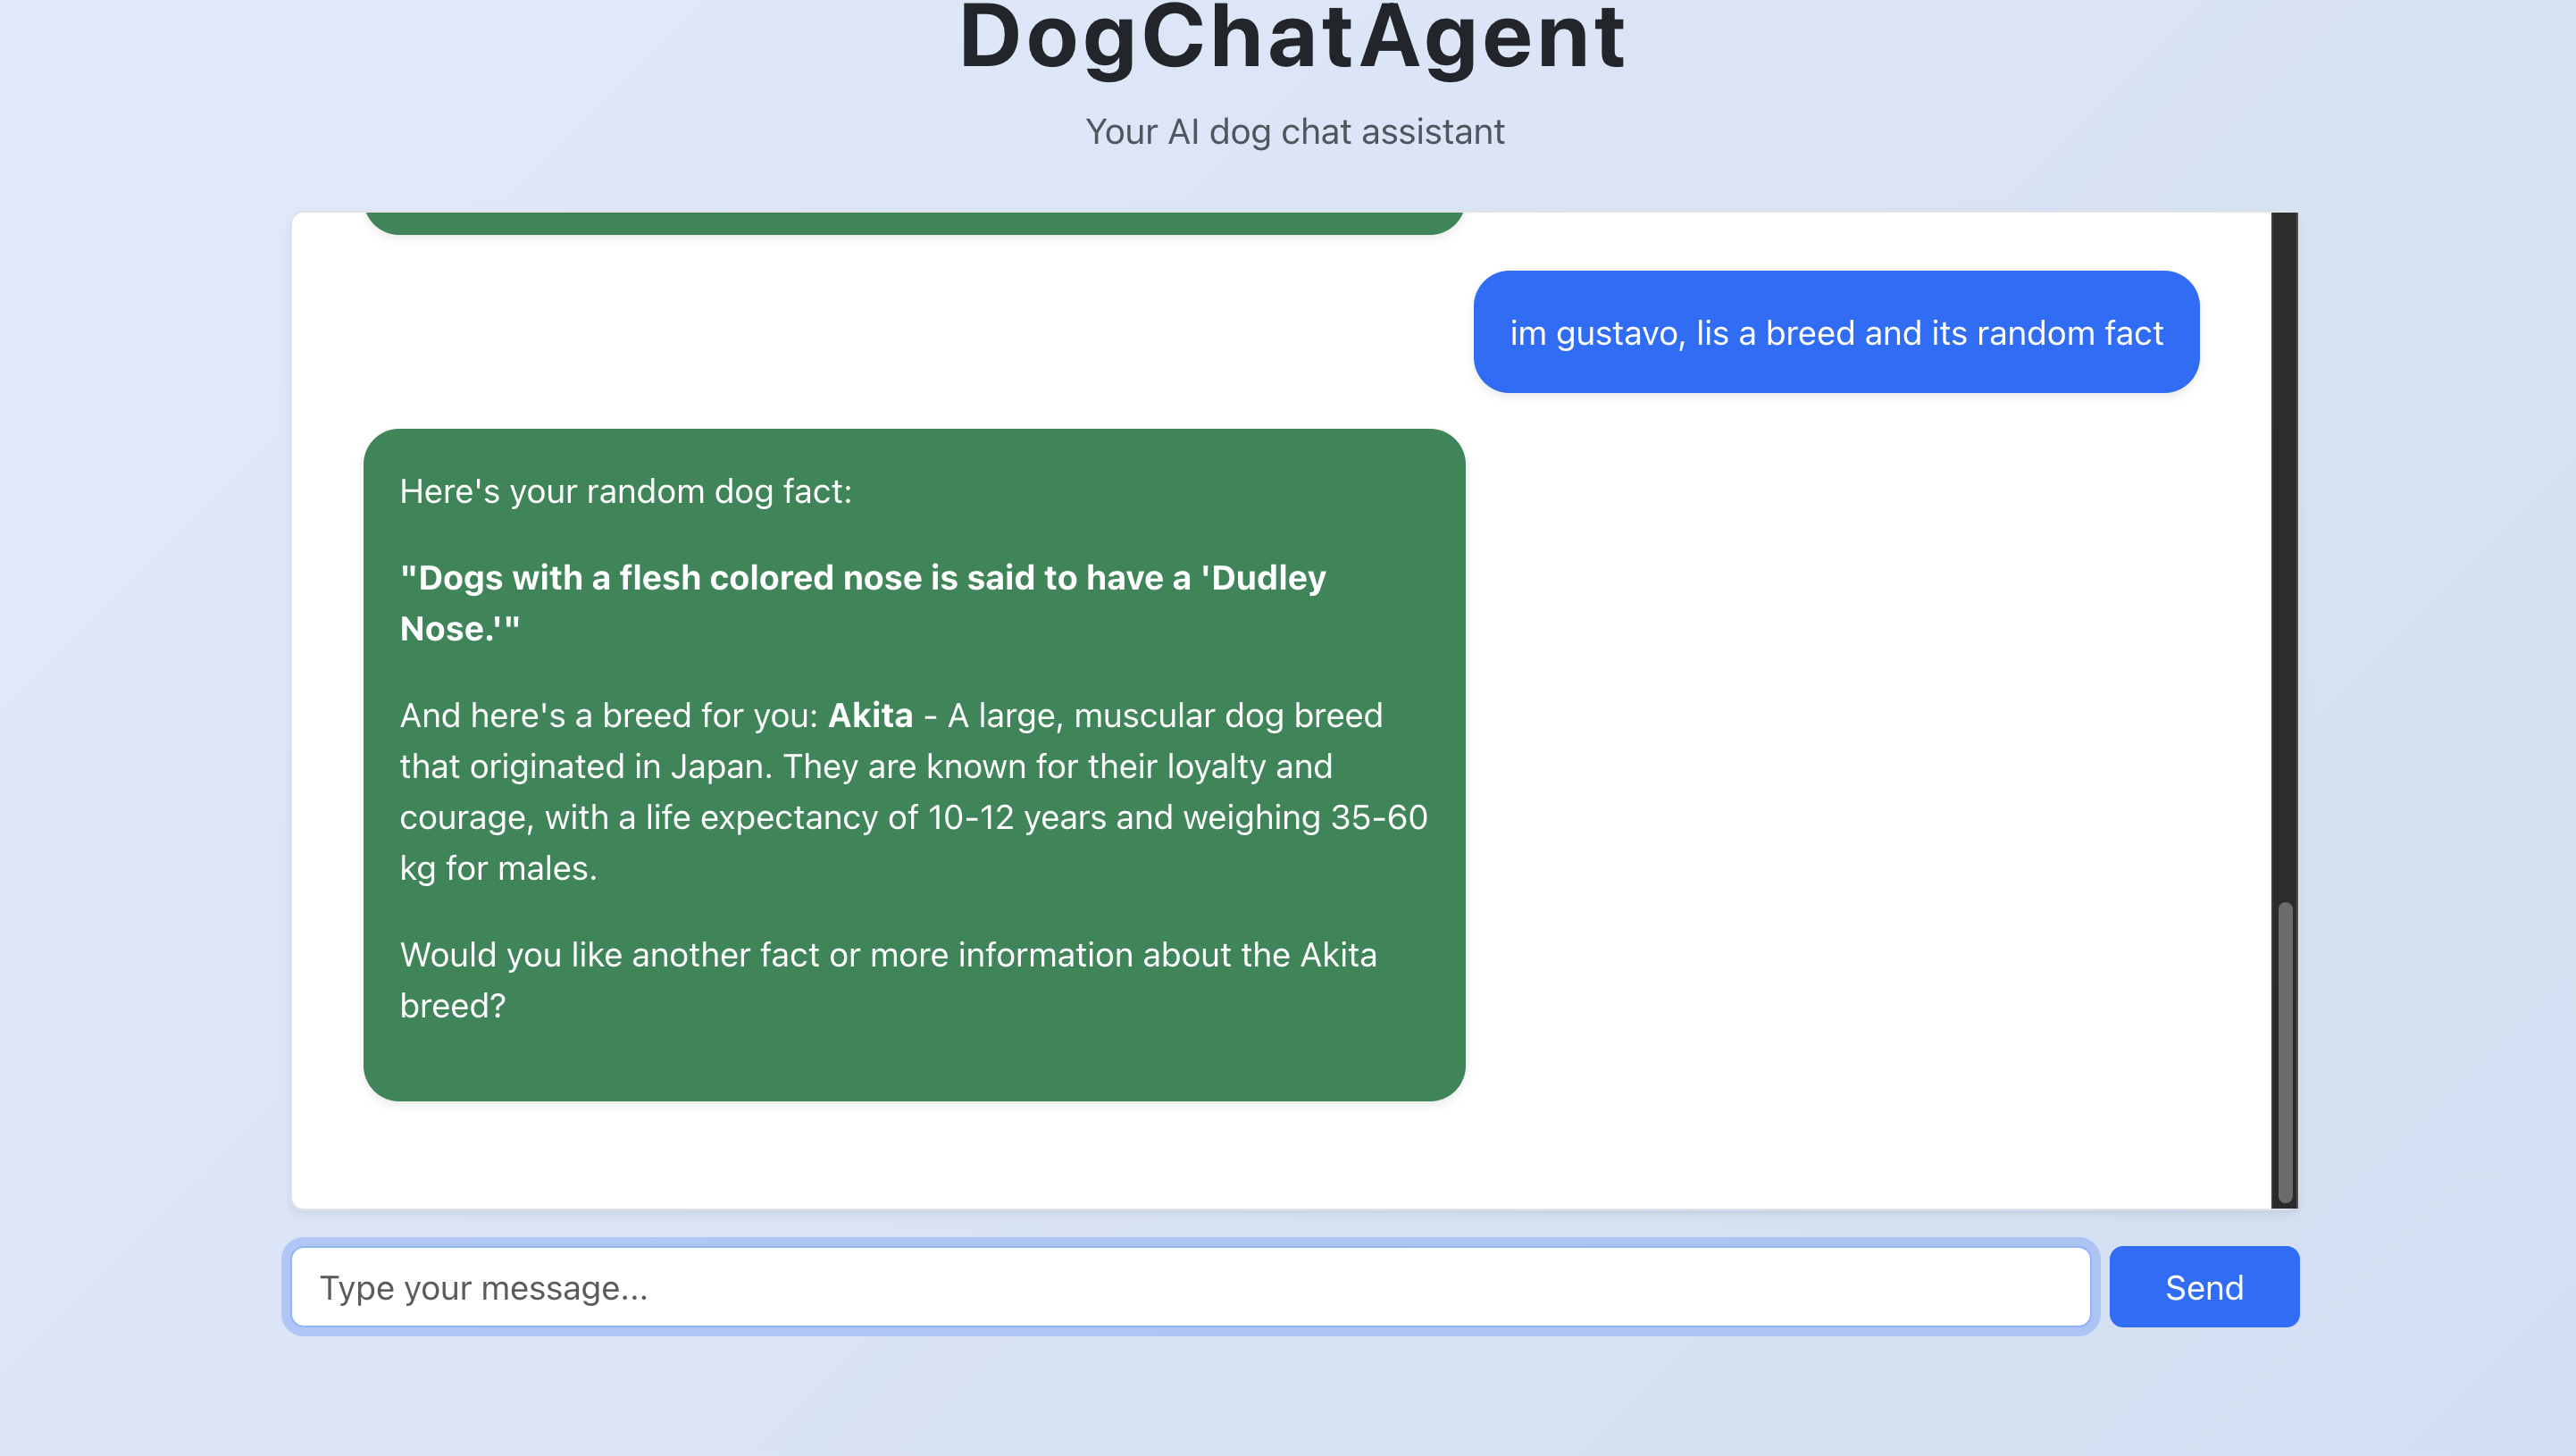 DogChatAgent
Your AI dog chat assistant
im gustavo, lis a breed and its random fact
Here's your random dog fact:
"Dogs with a flesh colored nose is said to have a 'Dudley
Nose.'"
And here's a breed for you: Akita - A large, muscular dog breed
that originated in Japan. They are known for their loyalty and
courage, with a life expectancy of 10-12 years and weighing 35-60
kg for males.
Would you like another fact or more information about the Akita
breed?
Type your message...
Send